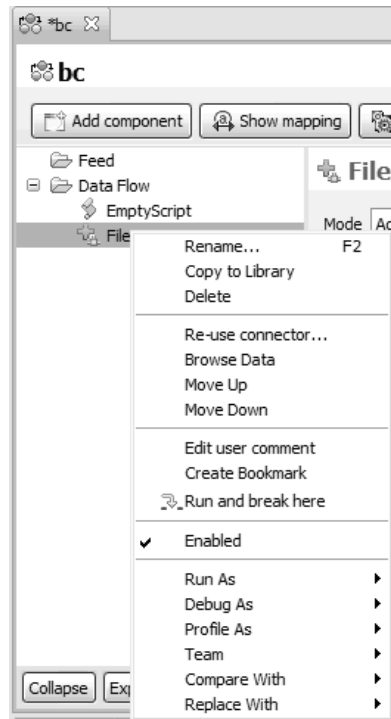 *bc
bc
Add component Show mapping
Feed
Data Flow
EmptyScript
File
File
Mode
Rename... F2
Copy to Library
Delete
Re-use connector...
Browse Data
Move Up
Move Down
Edit user comment
Create Bookmark
Run and break here
Enabled
Run As
Debug As
Profile As
Team
Compare With
Replace With
Collapse